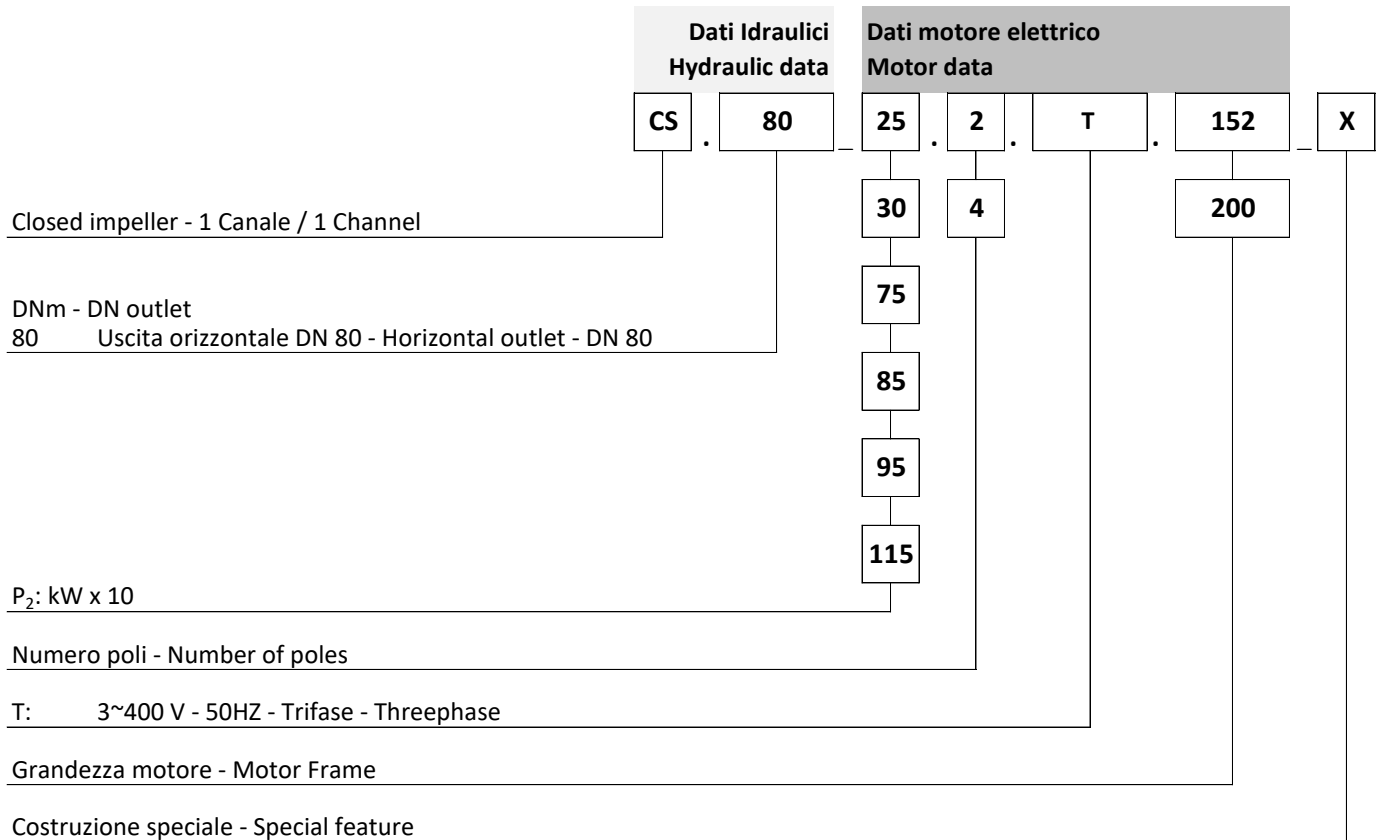 Dati Idraulici Dati motore elettrico
Hydraulic data Motor data
CS . 80 _ 25 . 2 . T . 152 _ X
30 4 200
Closed impeller - 1 Canale / 1 Channel
75
DNm - DN outlet
80 Uscita orizzontale DN 80 - Horizontal outlet - DN 80
85
95
115
P₂: kW x 10
Numero poli - Number of poles
T: 3~400 V - 50HZ - Trifase - Threephase
Grandezza motore - Motor Frame
Costruzione speciale - Special feature